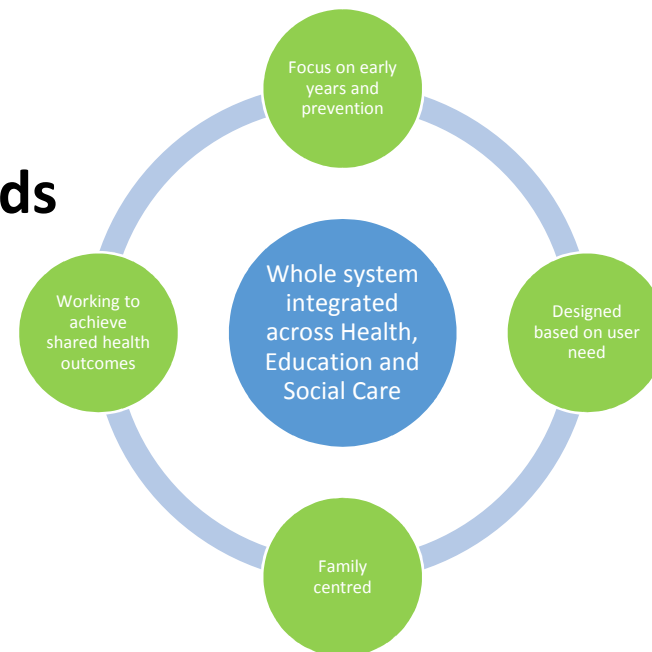 Focus on early
years and
prevention
ds
Working to
achieve
shared health
outcomes
Whole system
integrated
across Health,
Education and
Social Care
Designed
based on user
need
Family
centred